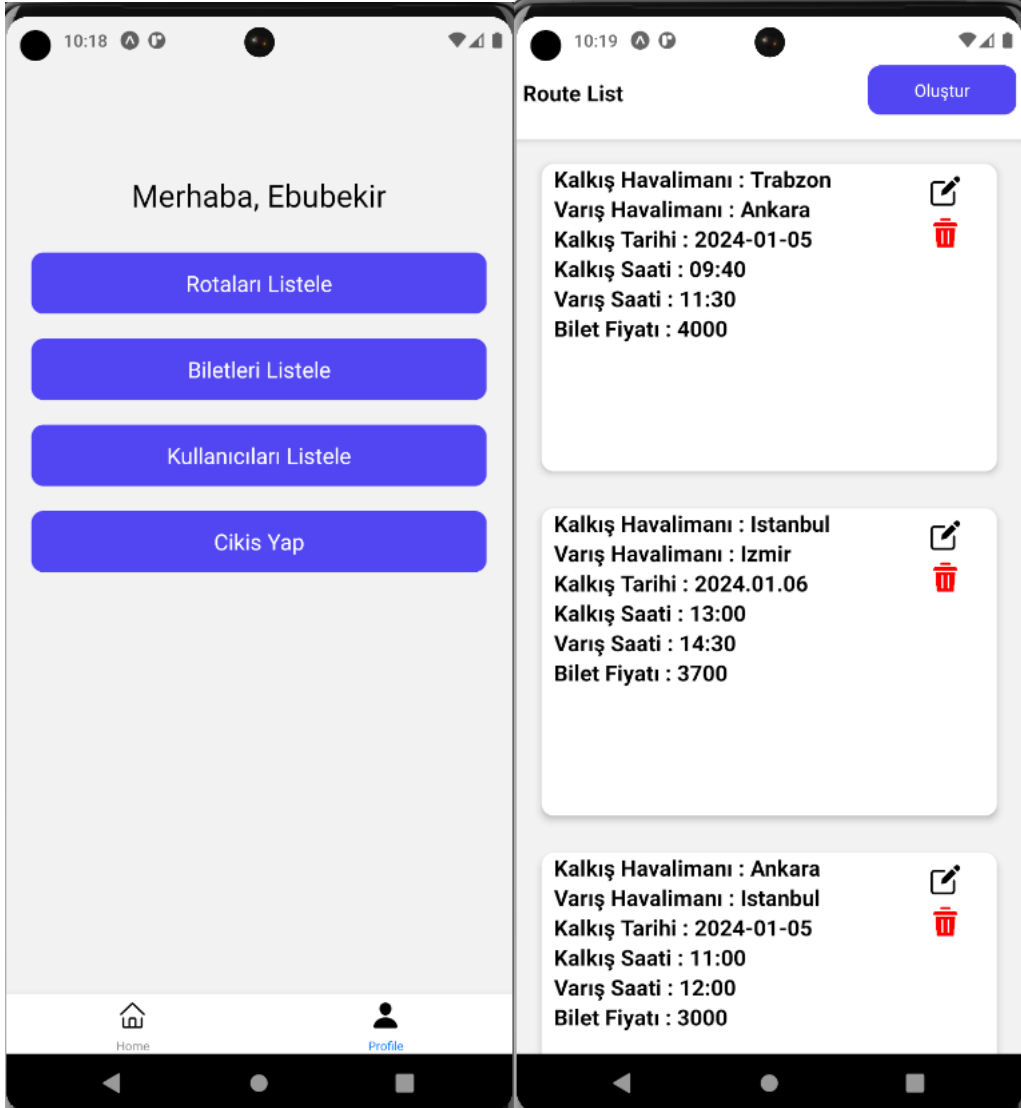 10:18
Merhaba, Ebubekir
Rotaları Listele
Biletleri Listele
Kullanıcıları Listele
Cikis Yap
Home
Profile
10:19
Route List
Oluştur
Kalkış Havalimanı : Trabzon
Varış Havalimanı : Ankara
Kalkış Tarihi : 2024-01-05
Kalkış Saati : 09:40
Varış Saati : 11:30
Bilet Fiyatı : 4000
Kalkış Havalimanı : Istanbul
Varış Havalimanı : Izmir
Kalkış Tarihi : 2024.01.06
Kalkış Saati : 13:00
Varış Saati : 14:30
Bilet Fiyatı : 3700
Kalkış Havalimanı : Ankara
Varış Havalimanı : Istanbul
Kalkış Tarihi : 2024-01-05
Kalkış Saati : 11:00
Varış Saati : 12:00
Bilet Fiyatı : 3000